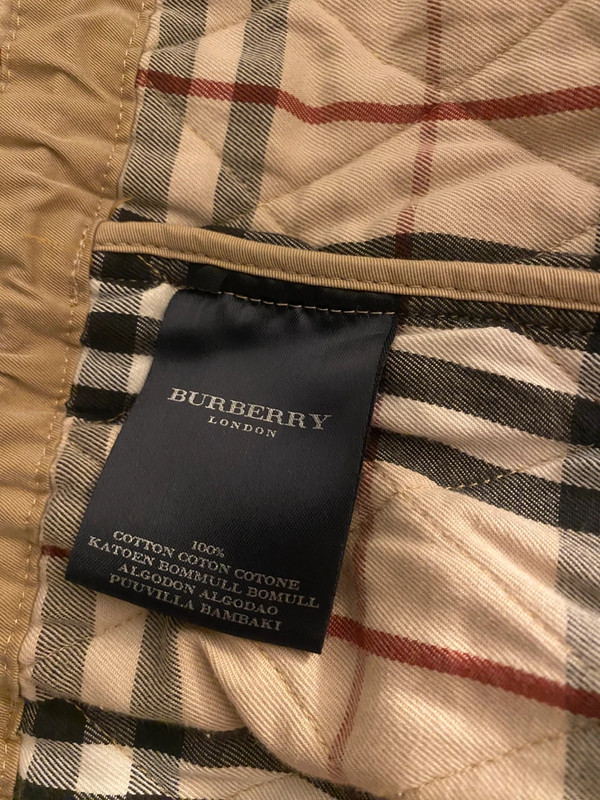 BURBERRY
LONDON
100%
COTTON COTON COTONE
KATOEN BOMMULL BOMULL
ALGODON ALGODAO
PUUVILLA BAMBAKI